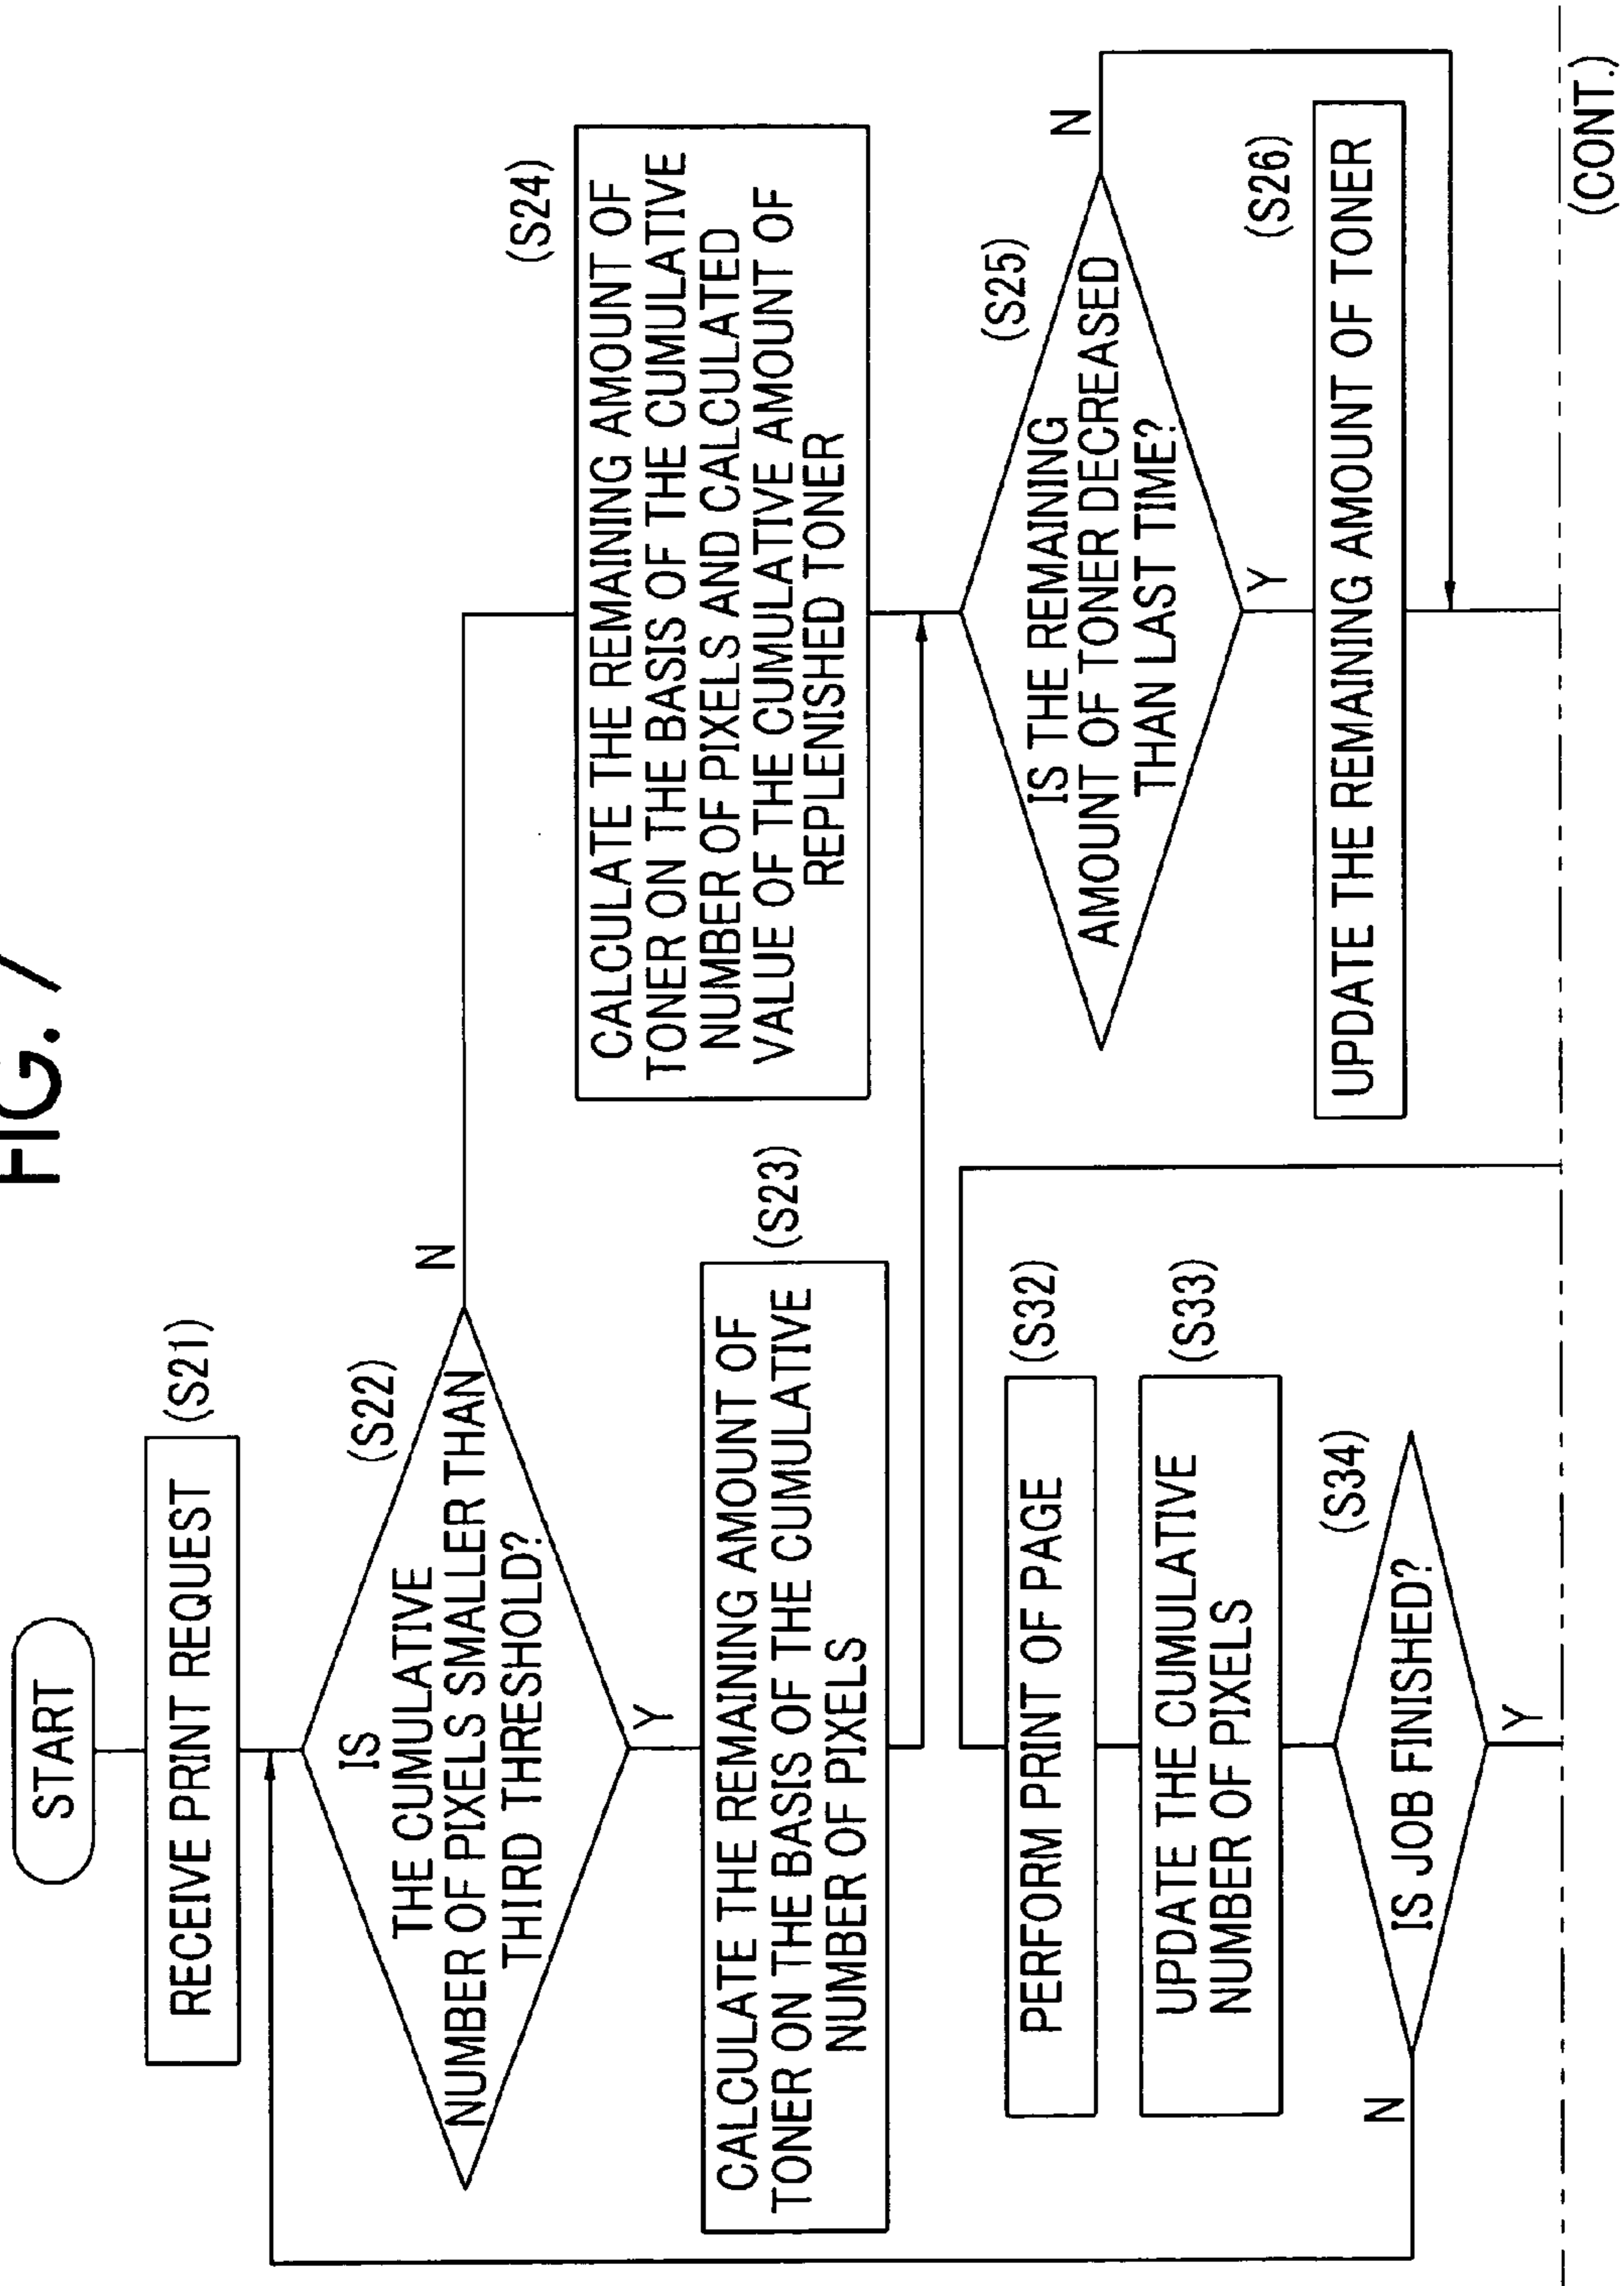 FIG. 7
START
RECEIVE PRINT REQUEST
(S21)
IS
THE CUMULATIVE
NUMBER OF PIXELS SMALLER THAN
THIRD THRESHOLD?
(S22)
N
Y
CALCULATE THE REMAINING AMOUNT OF
TONER ON THE BASIS OF THE CUMULATIVE
NUMBER OF PIXELS
(S23)
CALCULATE THE REMAINING AMOUNT OF
TONER ON THE BASIS OF THE CUMULATIVE
NUMBER OF PIXELS AND CALCULATED
VALUE OF THE CUMULATIVE AMOUNT OF
REPLENISHED TONER
(S24)
IS THE REMAINING
AMOUNT OF TONER DECREASED
THAN LAST TIME?
(S25)
N
Y
UPDATE THE REMAINING AMOUNT OF TONER
(S26)
PERFORM PRINT OF PAGE
(S32)
UPDATE THE CUMULATIVE
NUMBER OF PIXELS
(S33)
IS JOB FINISHED?
(S34)
N
Y
(CONT.)